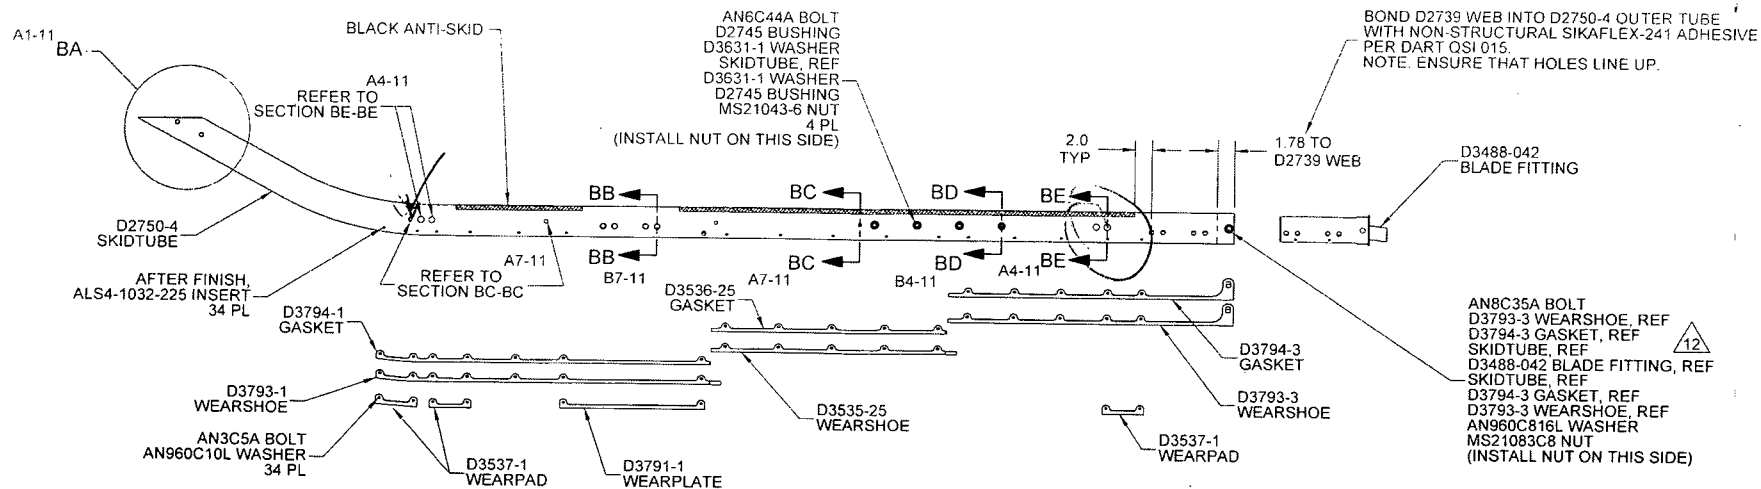 A1-11
BA
BLACK ANTI-SKID
A4-11
REFER TO
SECTION BE-BE
AN6C44A BOLT
D2745 BUSHING
D3631-1 WASHER
SKIDTUBE, REF
D3631-1 WASHER
D2745 BUSHING
MS21043-6 NUT
4 PL
(INSTALL NUT ON THIS SIDE)
BOND D2739 WEB INTO D2750-4 OUTER TUBE
WITH NON-STRUCTURAL SIKAFLEX-241 ADHESIVE
PER DART QSI 015.
NOTE. ENSURE THAT HOLES LINE UP.
2.0
TYP
1.78 TO
D2739 WEB
D3488-042
BLADE FITTING
BB
BC
BD
BE
D2750-4
SKIDTUBE
AFTER FINISH,
ALS4-1032-225 INSERT
34 PL
REFER TO
SECTION BC-BC
A7-11
BB
B7-11
BC
A7-11
BD
B4-11
BE
A4-11
D3794-1
GASKET
D3536-25
GASKET
D3794-3
GASKET
D3793-1
WEARSHOE
D3535-25
WEARSHOE
D3793-3
WEARSHOE
AN3C5A BOLT
AN960C10L WASHER
34 PL
D3537-1
WEARPAD
D3791-1
WEARPLATE
D3537-1
WEARPAD
AN8C35A BOLT
D3793-3 WEARSHOE, REF
D3794-3 GASKET, REF
SKIDTUBE, REF
D3488-042 BLADE FITTING, REF
SKIDTUBE, REF
D3794-3 GASKET, REF
D3793-3 WEARSHOE, REF
AN960C816L WASHER
MS21083C8 NUT
(INSTALL NUT ON THIS SIDE)
12